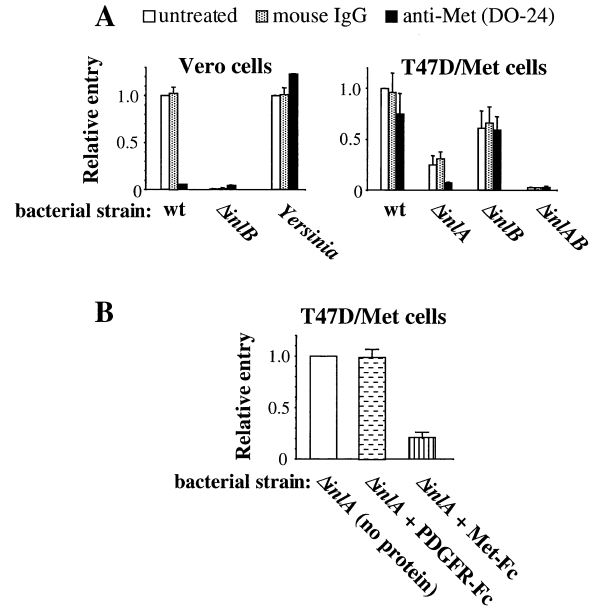 A
untreated mouse IgG anti-Met (DO-24)
Vero cells
Relative entry
1.0
0.5
0
bacterial strain: wt ΔinlB Yersinia
T47D/Met cells
1.0
0.5
0
wt ΔinlA ΔinlB ΔinlAB
B
T47D/Met cells
Relative entry
1.0
0.5
0
bacterial strain:
ΔinlA (no protein)
ΔinlA + PDGFR-Fc
ΔinlA + Met-Fc